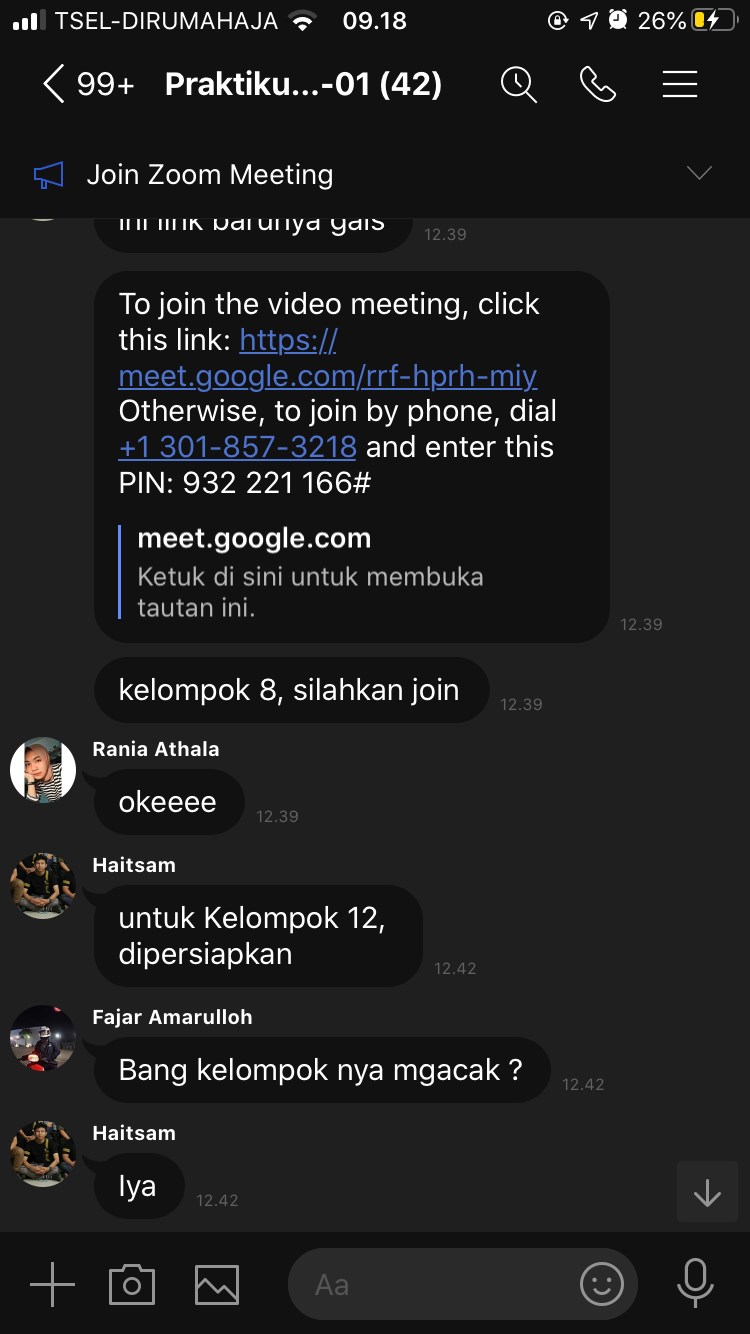 TSEL-DIRUMAHAJA 09.18 26%
99+ Praktiku...-01 (42)
Join Zoom Meeting
ini link barunya gais
12.39
To join the video meeting, click
this link: https://
meet.google.com/rrf-hprh-miy
Otherwise, to join by phone, dial
+1 301-857-3218 and enter this
PIN: 932 221 166#
meet.google.com
Ketuk di sini untuk membuka
tautan ini.
12.39
kelompok 8, silahkan join
12.39
Rania Athala
okeeee
12.39
Haitsam
untuk Kelompok 12,
dipersiapkan
12.42
Fajar Amarulloh
Bang kelompok nya mgacak ?
12.42
Haitsam
Iya
12.42
Aa